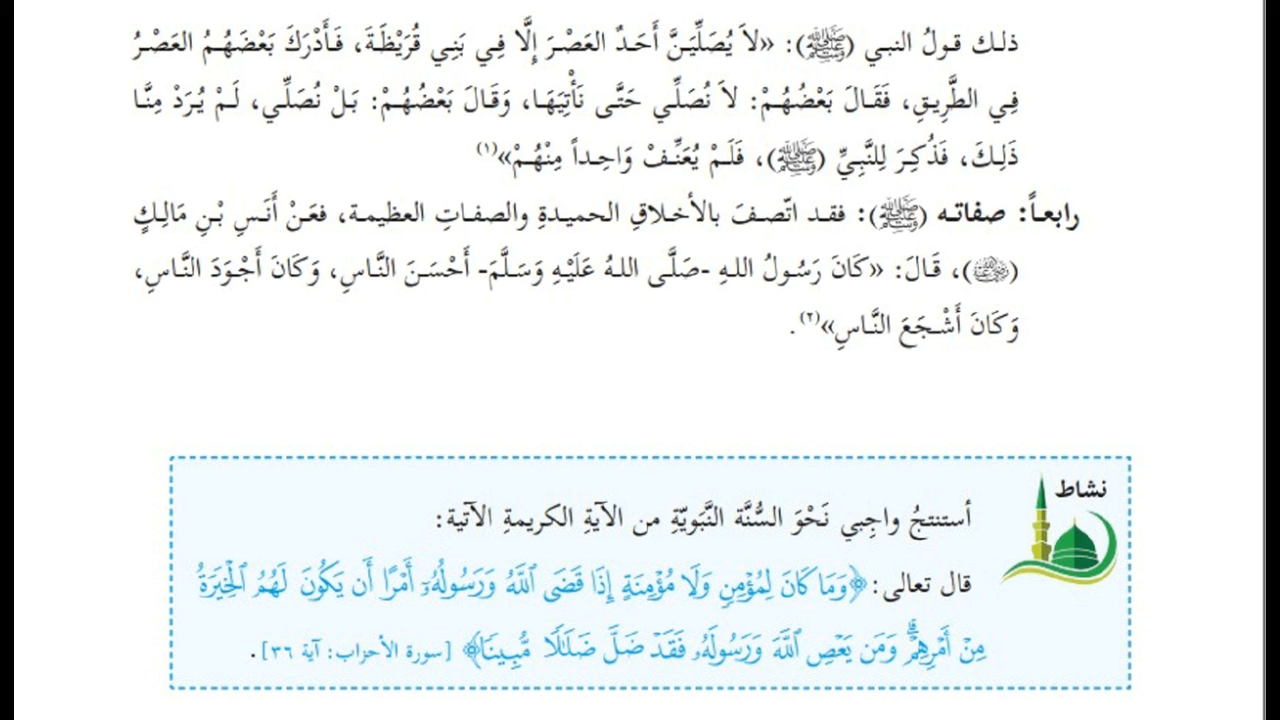 ذلك قولُ النبي (ﷺ): «لاَ يُصَلِّيَنَّ أَحَدٌ العَصْرَ إِلَّا فِي بَنِي قُرَيْظَةَ، فَأَدْرَكَ بَعْضَهُمُ العَصْرُ
فِي الطَّرِيقِ، فَقَالَ بَعْضُهُمْ: لاَ نُصَلِّي حَتَّى نَأْتِيَهَا، وَقَالَ بَعْضُهُمْ: بَلْ نُصَلِّي، لَمْ يُرَدْ مِنَّا
ذَلِكَ، فَذُكِرَ لِلنَّبِيِّ (ﷺ)، فَلَمْ يُعَنِّفْ وَاحِداً مِنْهُمْ»(١)
رابعاً: صفاته (ﷺ): فقد اتّصفَ بالأخلاقِ الحميدةِ والصفاتِ العظيمة، فعَنْ أَنَسِ بْنِ مَالِكٍ
(رضي الله عنه)، قَالَ: «كَانَ رَسُولُ اللهِ -صَلَّى اللهُ عَلَيْهِ وَسَلَّمَ- أَحْسَنَ النَّاسِ، وَكَانَ أَجْوَدَ النَّاسِ،
وَكَانَ أَشْجَعَ النَّاسِ»(٢).
نشاط
أستنتجُ واجِبي نَحْوَ السُّنَّة النَّبَويّةِ من الآيةِ الكريمةِ الآتية:
قال تعالى: ﴿وَمَا كَانَ لِمُؤْمِنٍ وَلَا مُؤْمِنَةٍ إِذَا قَضَى ٱللَّهُ وَرَسُولُهُۥٓ أَمْرًا أَن يَكُونَ لَهُمُ ٱلْخِيَرَةُ
مِنْ أَمْرِهِمْۗ وَمَن يَعْصِ ٱللَّهَ وَرَسُولَهُۥ فَقَدْ ضَلَّ ضَلَٰلًا مُّبِينًا﴾ [سورة الأحزاب: آية ٣٦].